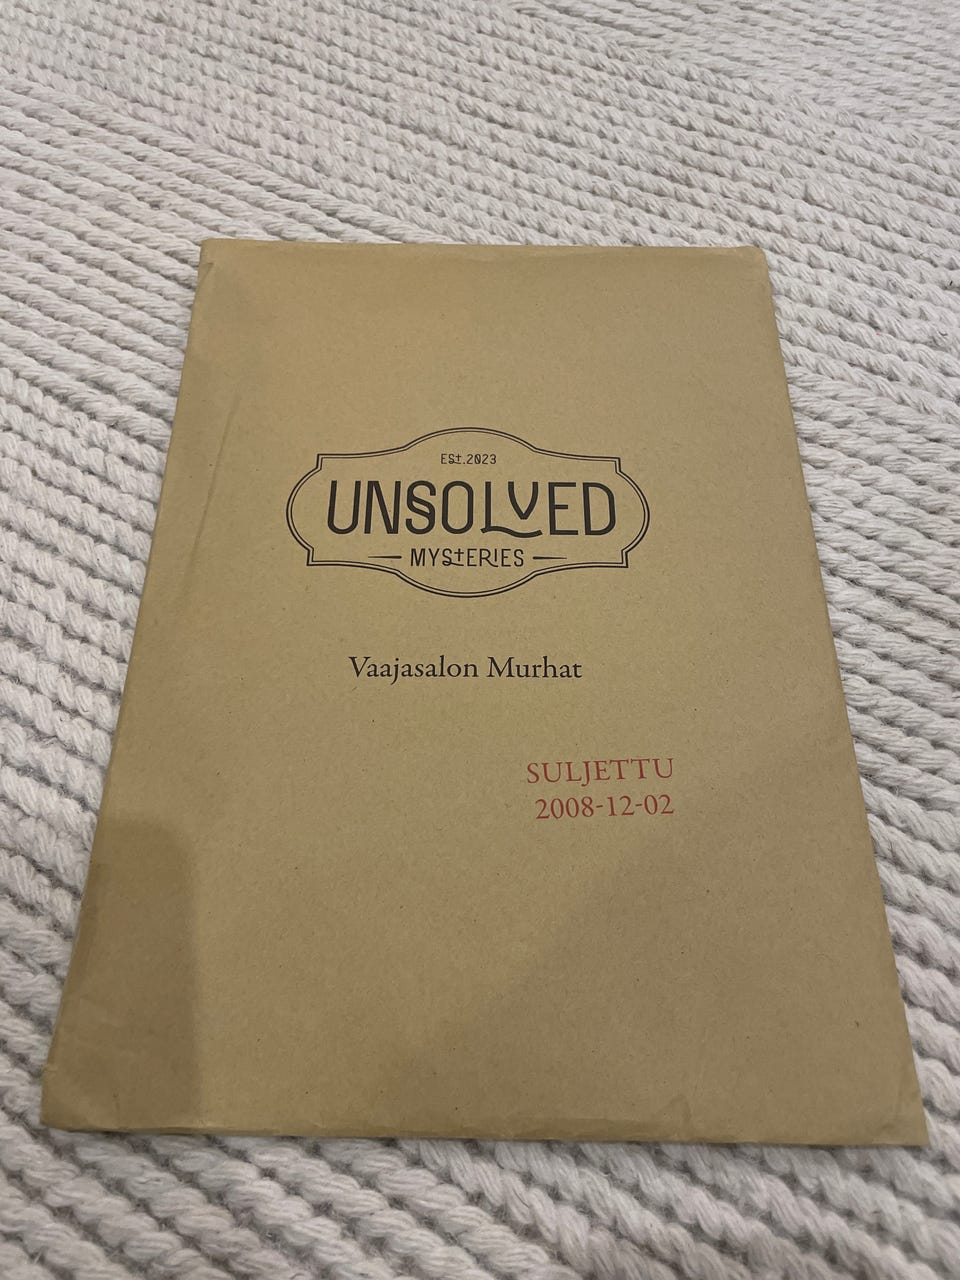 Est.2023
UNSOLVED
MYSTERIES
Vaajasalon Murhat
SULJETTU
2008-12-02